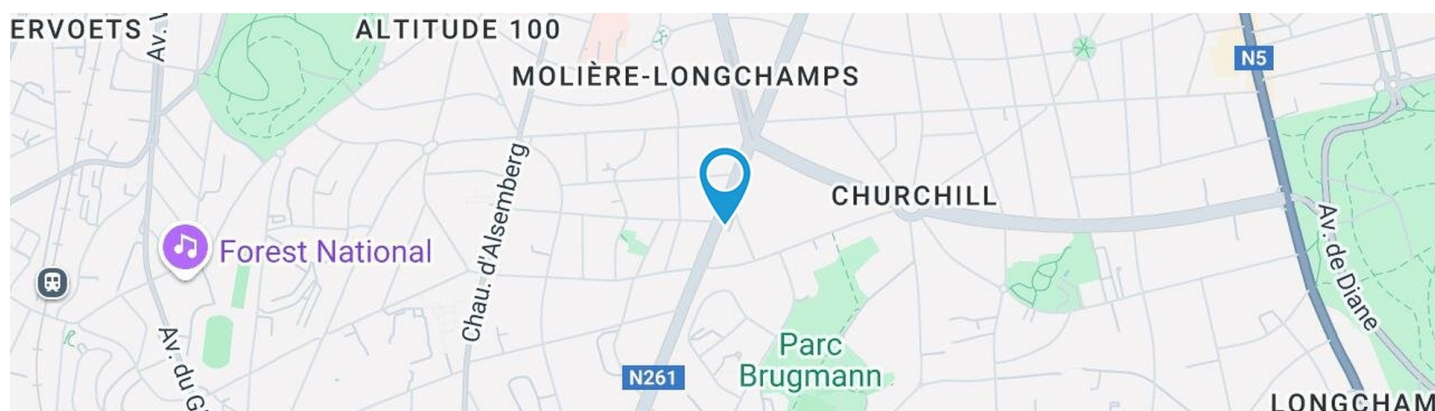 ERVOETS
ALTITUDE 100
Av. V
MOLIÈRE-LONGCHAMPS
N5
Chau. d'Alsemberg
CHURCHILL
Forest National
Av. de Diane
Av. du G
Parc
Brugmann
N261
LONGCHAM